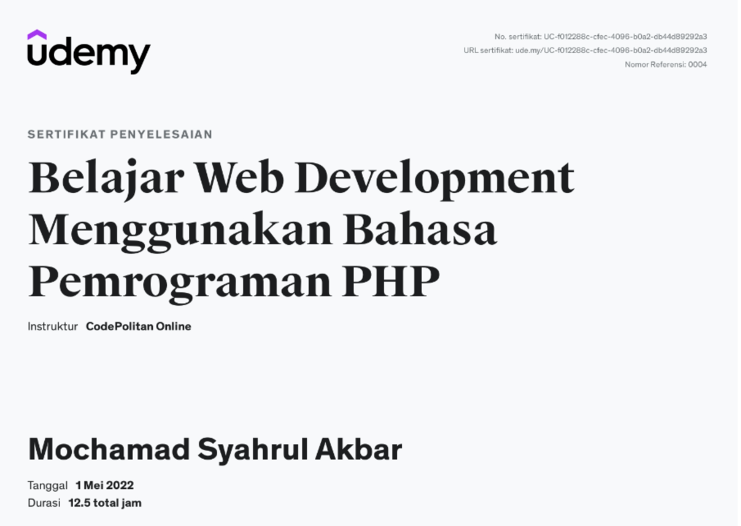 udemy
No. sertifikat: UC-f012288c-cfec-4096-b0a2-db44d89292a3
URL sertifikat: ude.my/UC-f012288c-cfec-4096-b0a2-db44d89292a3
Nomor Referensi: 0004
SERTIFIKAT PENYELESAIAN
Belajar Web Development
Menggunakan Bahasa
Pemrograman PHP
Instruktur CodePolitan Online
Mochamad Syahrul Akbar
Tanggal 1 Mei 2022
Durasi 12.5 total jam